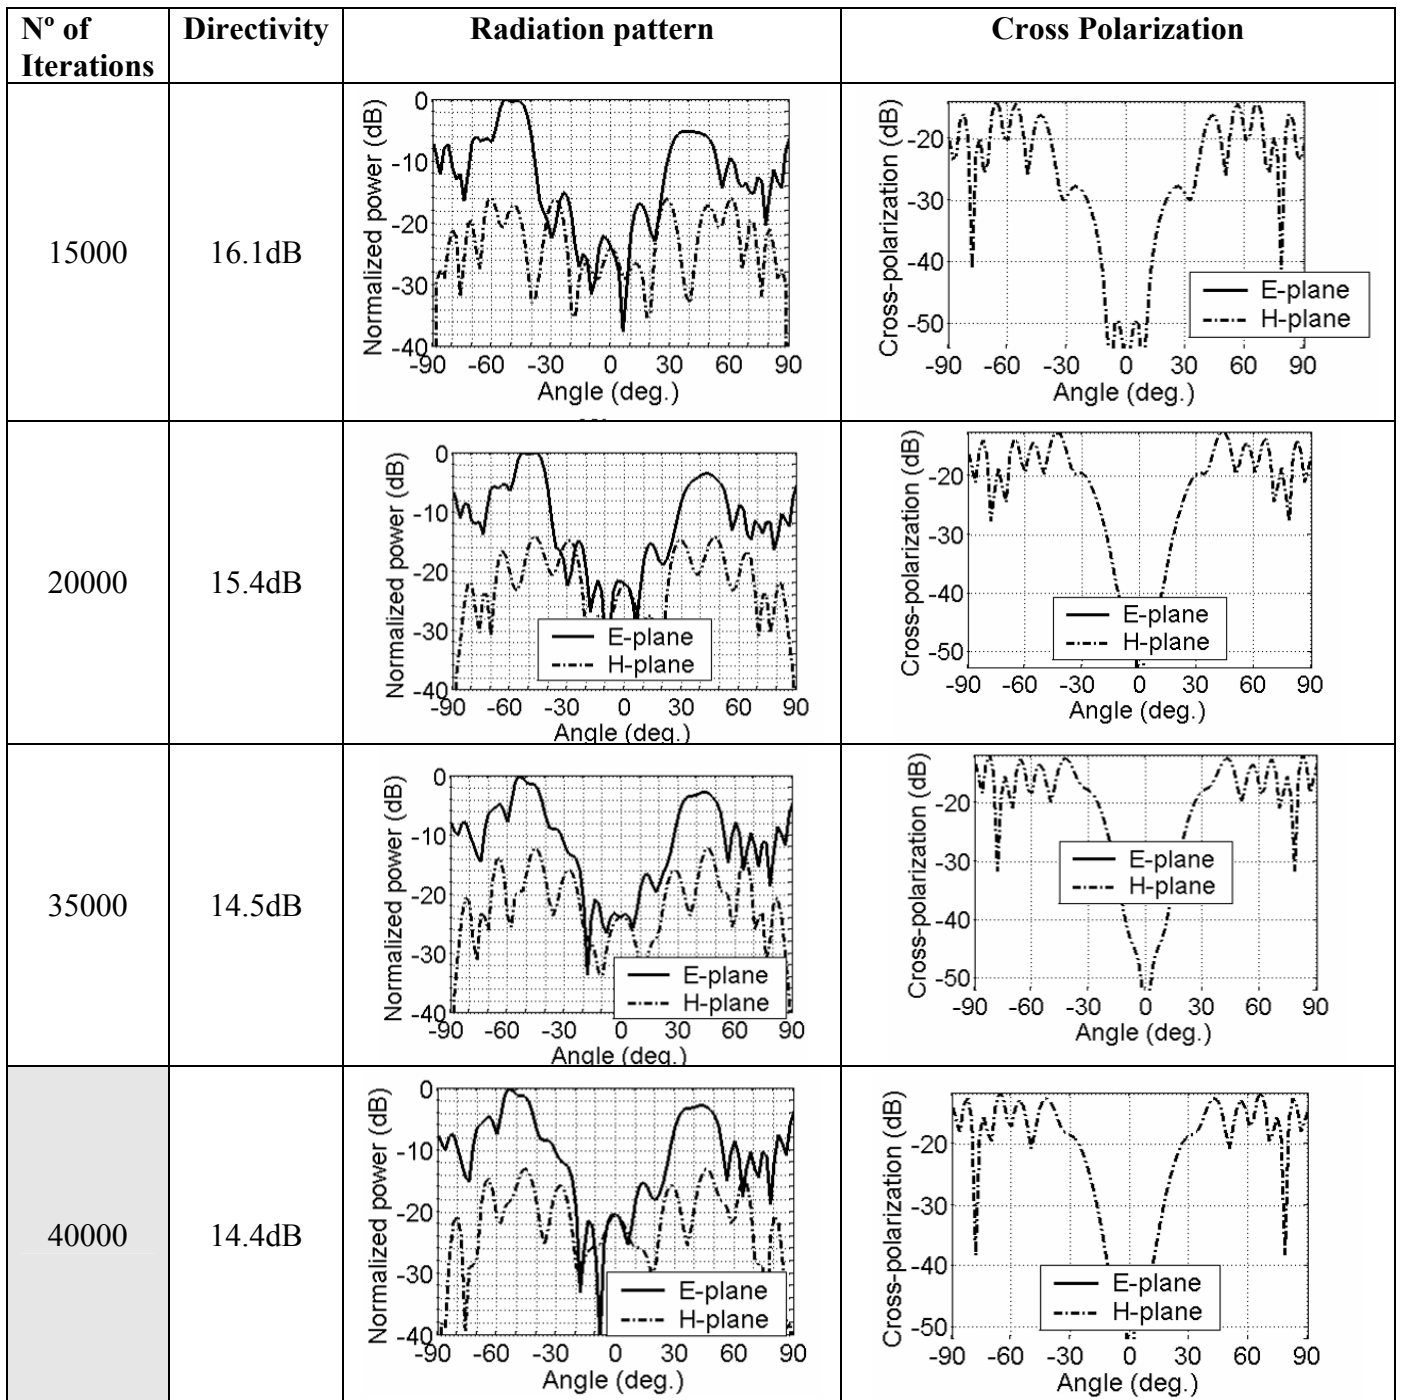 Nº of Iterations
Directivity
Radiation pattern
Cross Polarization
15000
16.1dB
Normalized power (dB)
0
-10
-20
-30
-40
-90 -60 -30 0 30 60 90
Angle (deg.)
Cross-polarization (dB)
-20
-30
-40
-50
E-plane
H-plane
-90 -60 -30 0 30 60 90
Angle (deg.)
20000
15.4dB
Normalized power (dB)
0
-10
-20
-30
-40
E-plane
H-plane
-90 -60 -30 0 30 60 90
Angle (deg.)
Cross-polarization (dB)
-20
-30
-40
-50
E-plane
H-plane
-90 -60 -30 0 30 60 90
Angle (deg.)
35000
14.5dB
Normalized power (dB)
0
-10
-20
-30
-40
E-plane
H-plane
-90 -60 -30 0 30 60 90
Angle (deg.)
Cross-polarization (dB)
-20
-30
-40
-50
E-plane
H-plane
-90 -60 -30 0 30 60 90
Angle (deg.)
40000
14.4dB
Normalized power (dB)
0
-10
-20
-30
-40
E-plane
H-plane
-90 -60 -30 0 30 60 90
Angle (deg.)
Cross-polarization (dB)
-20
-30
-40
-50
E-plane
H-plane
-90 -60 -30 0 30 60 90
Angle (deg.)